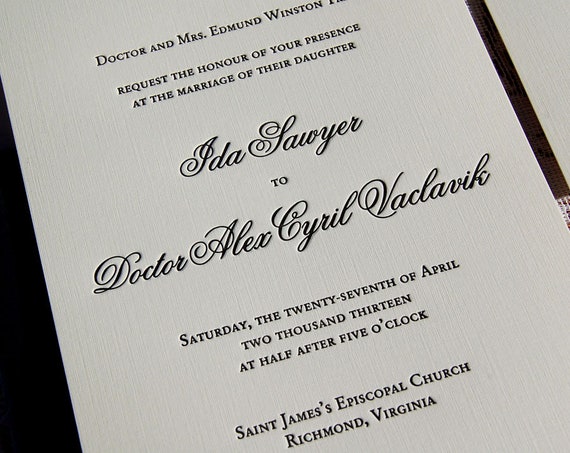 Doctor and Mrs. Edmund Winston
request the honour of your presence
at the marriage of their daughter
Ida Sawyer
to
Doctor Alex Cyril Vaclavik
Saturday, the twenty-seventh of April
two thousand thirteen
at half after five o'clock
Saint James's Episcopal Church
Richmond, Virginia